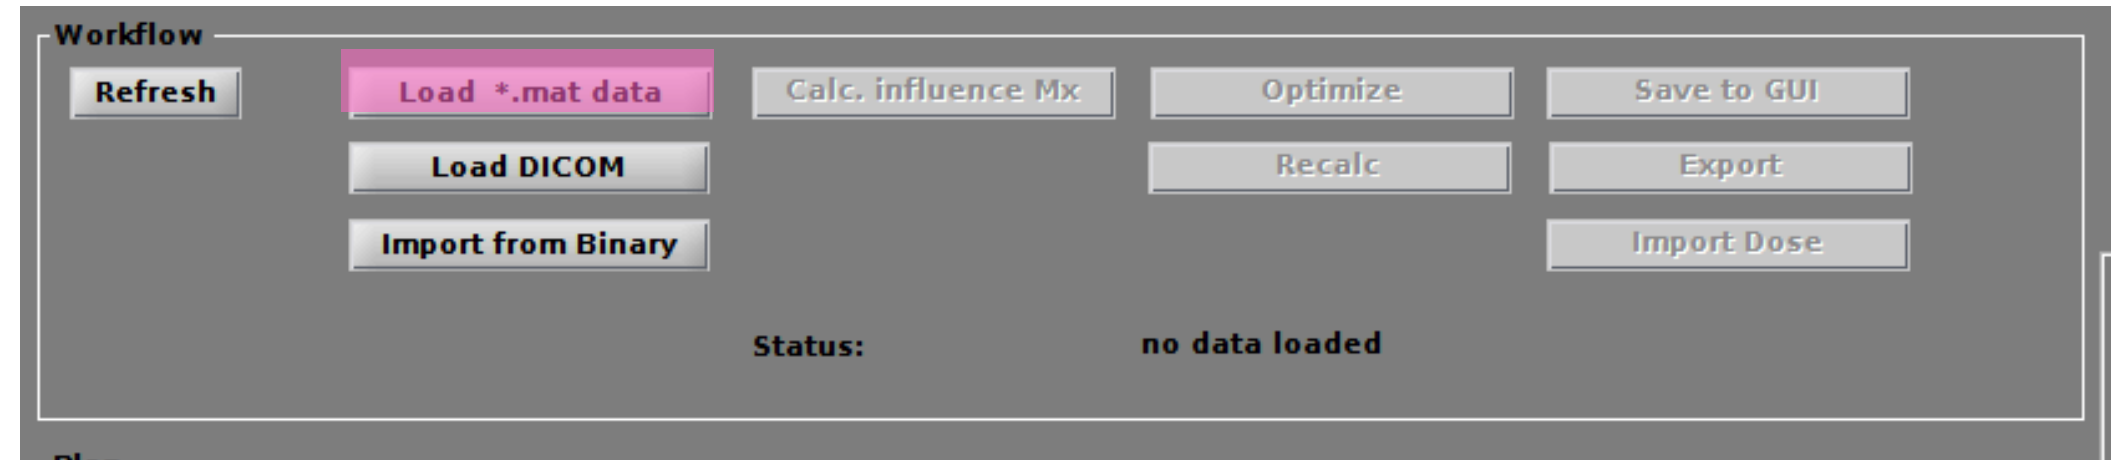 Workflow
Refresh
Load *.mat data
Calc. influence Mx
Optimize
Save to GUI
Load DICOM
Recalc
Export
Import from Binary
Import Dose
Status:
no data loaded